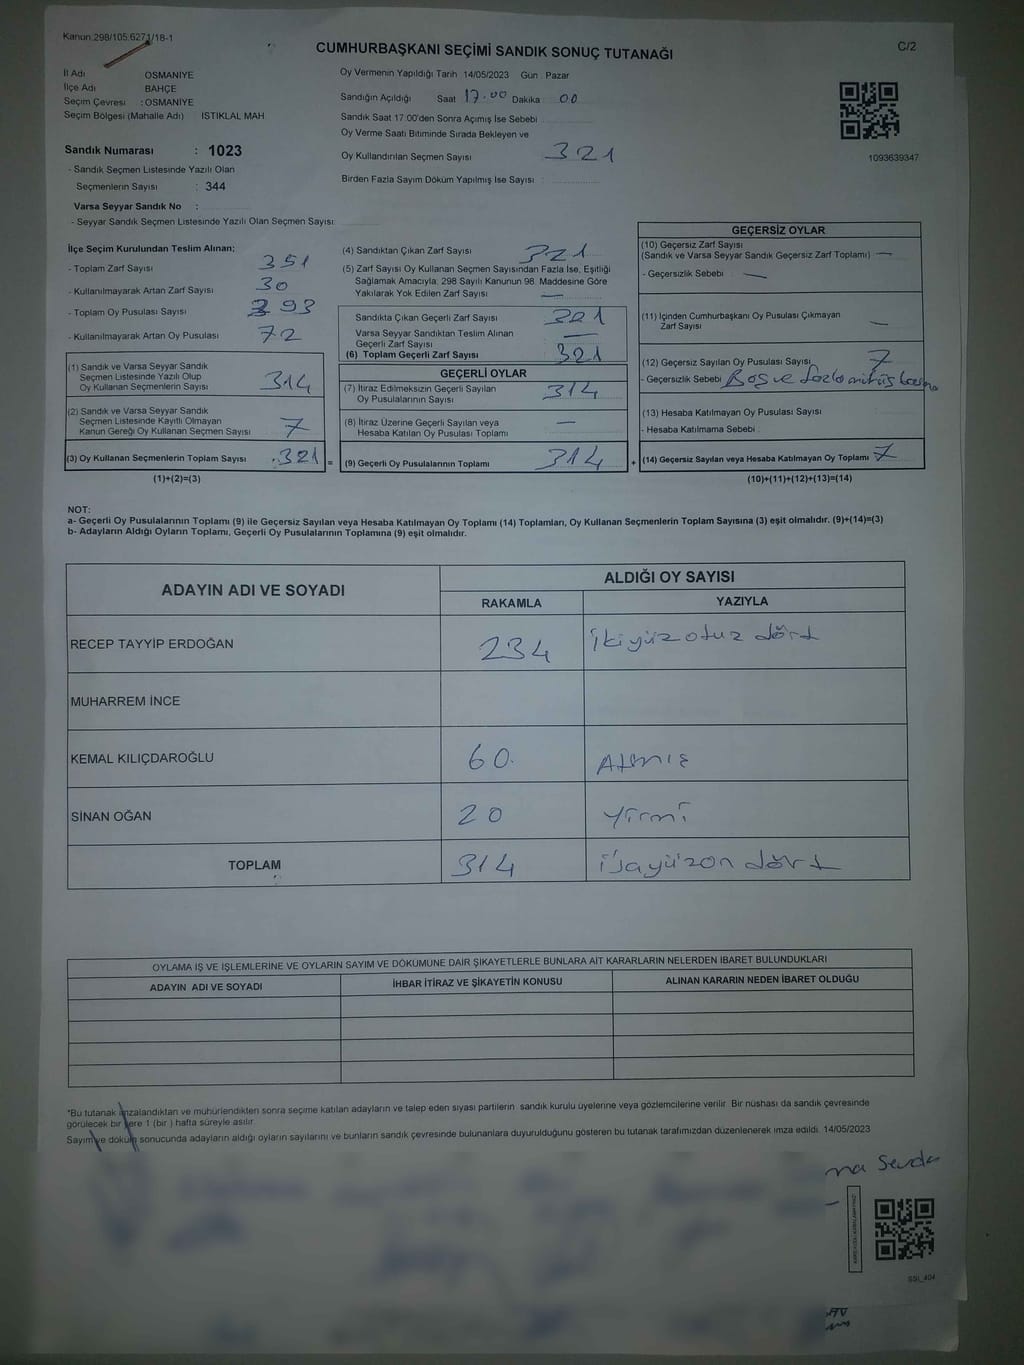 Kanun.298/105.6271/18-1
CUMHURBAŞKANI SEÇİMİ SANDIK SONUÇ TUTANAĞI
C/2
İl Adı OSMANİYE
İlçe Adı BAHÇE
Seçim Çevresi : OSMANİYE
Seçim Bölgesi (Mahalle Adı) İSTİKLAL MAH
Sandık Numarası : 1023
- Sandık Seçmen Listesinde Yazılı Olan
Seçmenlerin Sayısı : 344
Varsa Seyyar Sandık No :
- Seyyar Sandık Seçmen Listesinde Yazılı Olan Seçmen Sayısı
Oy Vermenin Yapıldığı Tarih 14/05/2023 Gün : Pazar
Sandığın Açıldığı Saat 17.00 Dakika 00
Sandık Saat 17:00'den Sonra Açımış İse Sebebi
Oy Verme Saati Bitiminde Sırada Bekleyen ve
Oy Kullandırılan Seçmen Sayısı 321
Birden Fazla Sayım Döküm Yapılmış İse Sayısı :
1093639347
İlçe Seçim Kurulundan Teslim Alınan;
- Toplam Zarf Sayısı 351
- Kullanılmayarak Artan Zarf Sayısı 30
- Toplam Oy Pusulası Sayısı 393
- Kullanılmayarak Artan Oy Pusulası 72
(1) Sandık ve Varsa Seyyar Sandık
Seçmen Listesinde Yazılı Olup
Oy Kullanan Seçmenlerin Sayısı 314
(2) Sandık ve Varsa Seyyar Sandık
Seçmen Listesinde Kayıtlı Olmayan
Kanun Gereği Oy Kullanan Seçmen Sayısı 7
(3) Oy Kullanan Seçmenlerin Toplam Sayısı 321 =
(1)+(2)=(3)
(4) Sandıktan Çıkan Zarf Sayısı 321
(5) Zarf Sayısı Oy Kullanan Seçmen Sayısından Fazla İse, Eşitliği
Sağlamak Amacıyla; 298 Sayılı Kanunun 98. Maddesine Göre
Yakılarak Yok Edilen Zarf Sayısı —
Sandıkta Çıkan Geçerli Zarf Sayısı 321
Varsa Seyyar Sandıktan Teslim Alınan
Geçerli Zarf Sayısı —
(6) Toplam Geçerli Zarf Sayısı 321
GEÇERLİ OYLAR
(7) İtiraz Edilmeksizin Geçerli Sayılan
Oy Pusulalarının Sayısı 314
(8) İtiraz Üzerine Geçerli Sayılan veya
Hesaba Katılan Oy Pusulası Toplamı —
(9) Geçerli Oy Pusulalarının Toplamı 314 +
GEÇERSİZ OYLAR
(10) Geçersiz Zarf Sayısı
(Sandık ve Varsa Seyyar Sandık Geçersiz Zarf Toplamı) —
- Geçersizlik Sebebi : —
(11) İçinden Cumhurbaşkanı Oy Pusulası Çıkmayan
Zarf Sayısı —
(12) Geçersiz Sayılan Oy Pusulası Sayısı 7
- Geçersizlik Sebebi Boş ve fazla
(13) Hesaba Katılmayan Oy Pusulası Sayısı
- Hesaba Katılmama Sebebi :
(14) Geçersiz Sayılan veya Hesaba Katılmayan Oy Toplamı 7
(10)+(11)+(12)+(13)=(14)
NOT:
a- Geçerli Oy Pusulalarının Toplamı (9) ile Geçersiz Sayılan veya Hesaba Katılmayan Oy Toplamı (14) Toplamları, Oy Kullanan Seçmenlerin Toplam Sayısına (3) eşit olmalıdır. (9)+(14)=(3)
b- Adayların Aldığı Oyların Toplamı, Geçerli Oy Pusulalarının Toplamına (9) eşit olmalıdır.
ADAYIN ADI VE SOYADI ALDIĞI OY SAYISI
RAKAMLA YAZIYLA
RECEP TAYYİP ERDOĞAN 234 ikiyüz otuz dört
MUHARREM İNCE
KEMAL KILIÇDAROĞLU 60. Atmış
SİNAN OĞAN 20 Yirmi
TOPLAM 314 üçyüzon dört
OYLAMA İŞ VE İŞLEMLERİNE VE OYLARIN SAYIM VE DÖKÜMÜNE DAİR ŞİKAYETLERLE BUNLARA AİT KARARLARIN NELERDEN İBARET BULUNDUKLARI
ADAYIN ADI VE SOYADI İHBAR İTİRAZ VE ŞİKAYETİN KONUSU ALINAN KARARIN NEDEN İBARET OLDUĞU
*Bu tutanak imzalandıktan ve mühürlendikten sonra seçime katılan adayların ve talep eden siyasi partilerin sandık kurulu üyelerine veya gözlemcilerine verilir. Bir nüshası da sandık çevresinde
görülecek bir yere 1 (bir ) hafta süreyle asılır.
Sayım ve döküm sonucunda adayların aldığı oyların sayılarını ve bunların sandık çevresinde bulunanlara duyurulduğunu gösteren bu tutanak tarafımızdan düzenlenerek imza edildi. 14/05/2023
na Sevda
SSİ_404